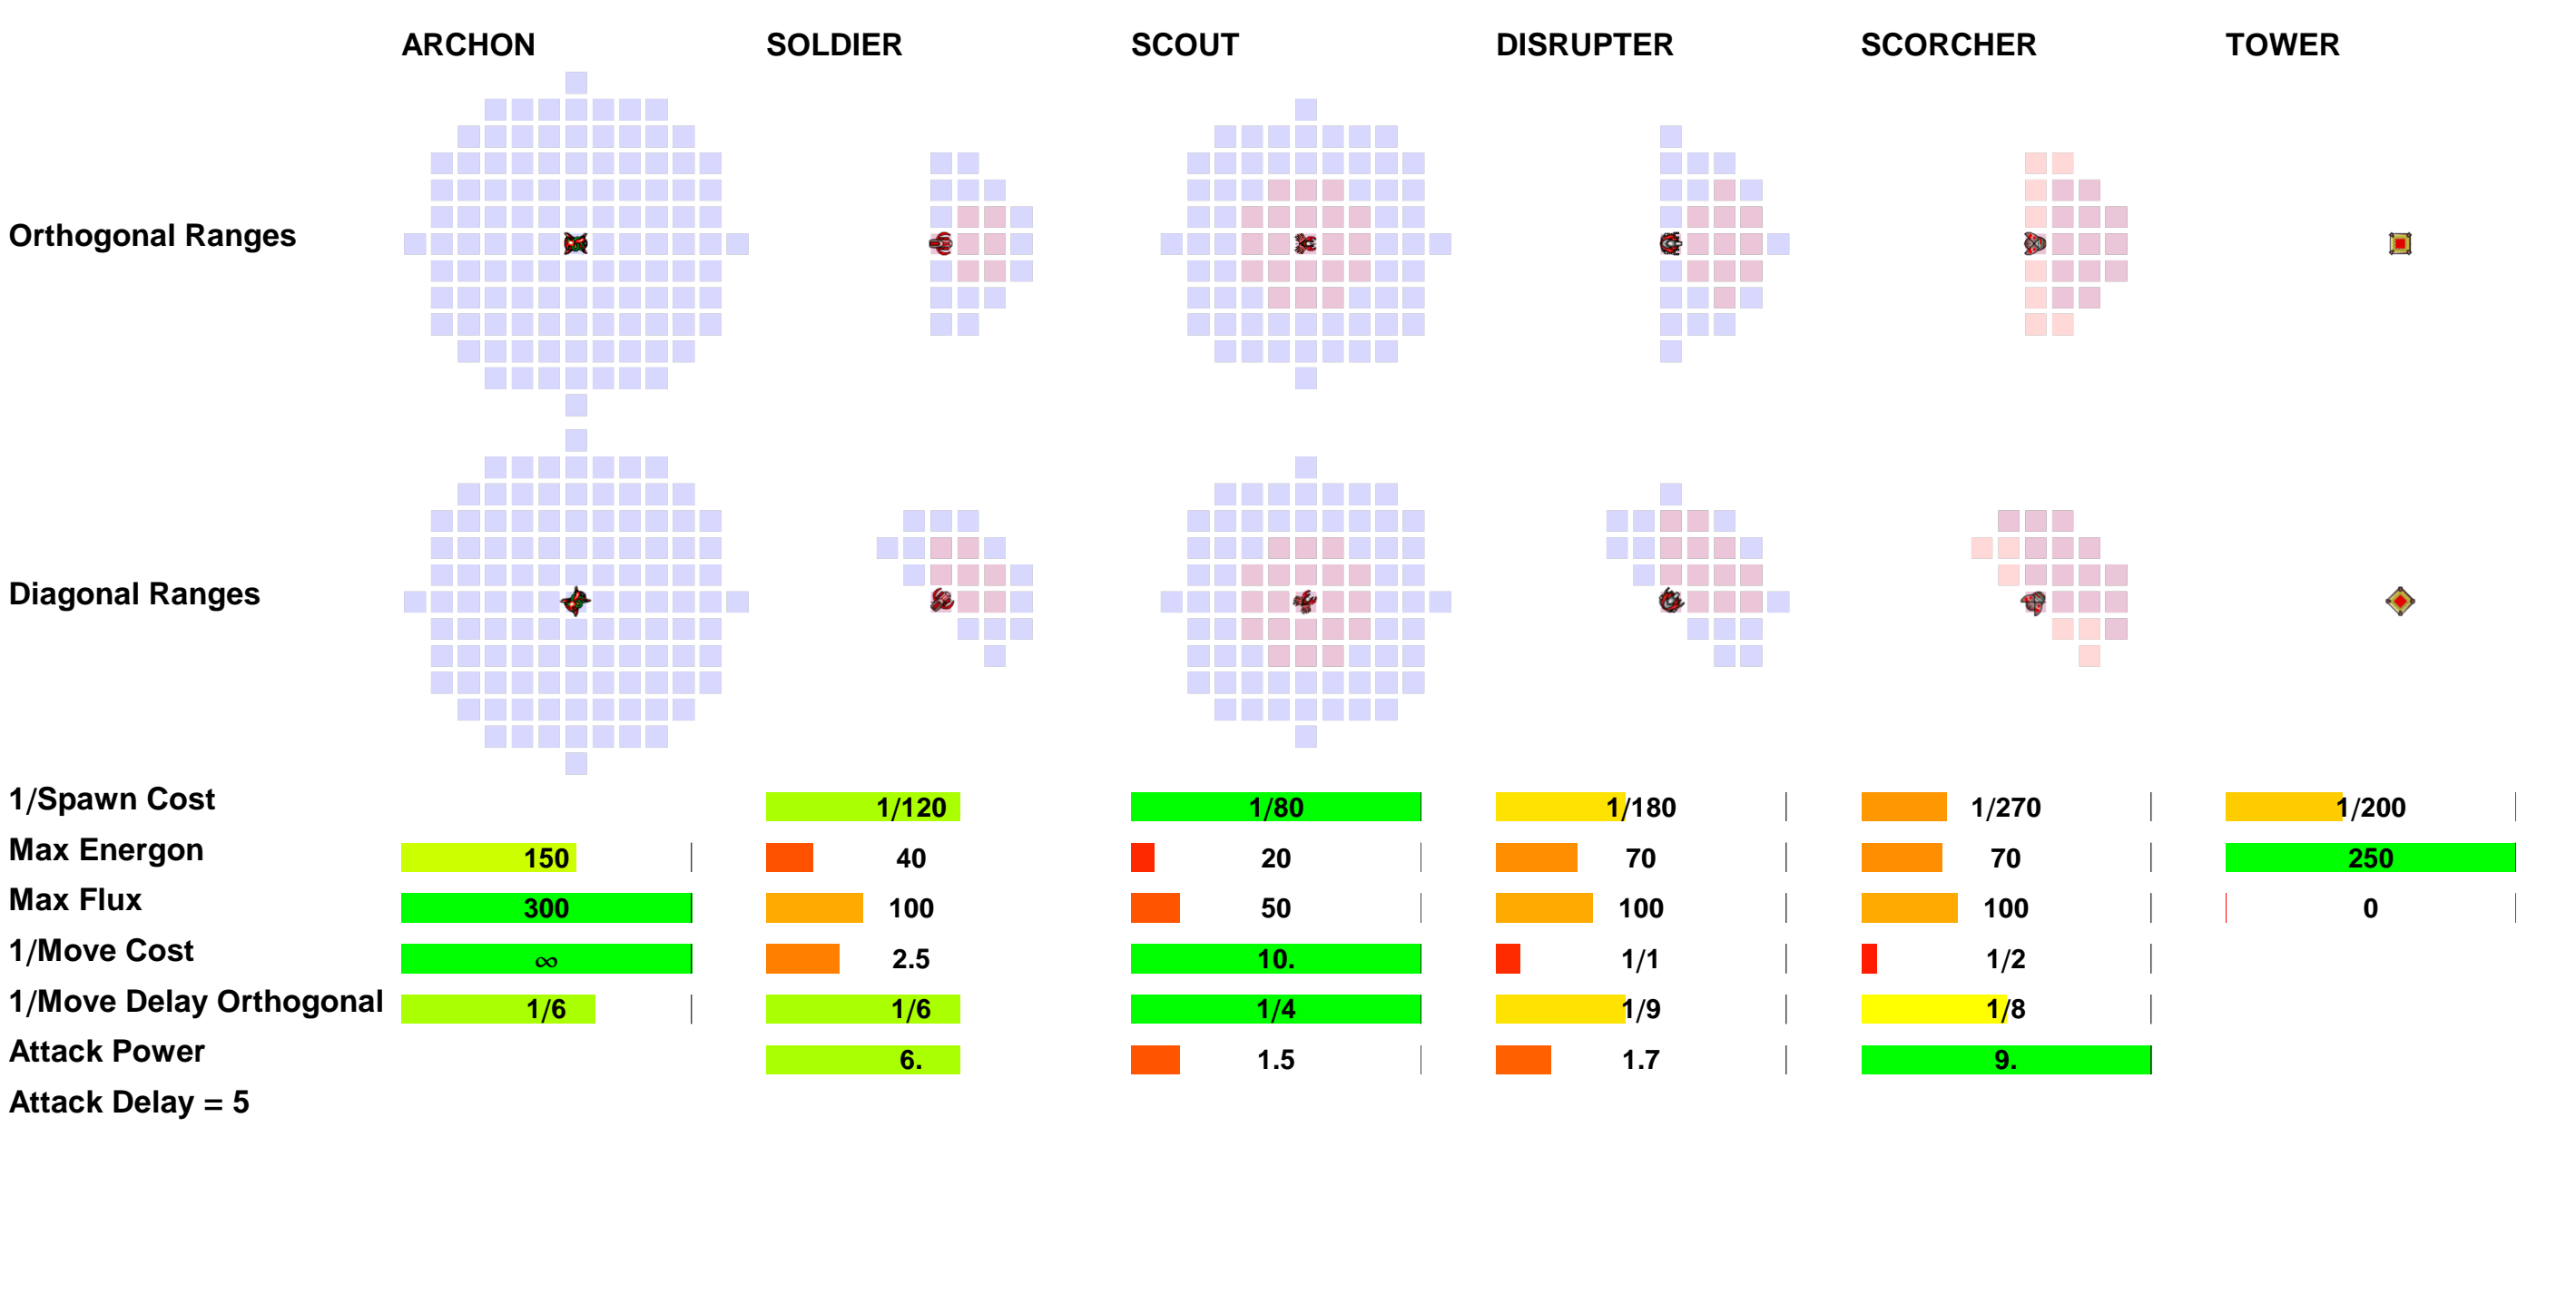 ARCHON SOLDIER SCOUT DISRUPTER SCORCHER TOWER
Orthogonal Ranges
Diagonal Ranges
1/Spawn Cost 1/120 1/80 1/180 1/270 1/200
Max Energon 150 40 20 70 70 250
Max Flux 300 100 50 100 100 0
1/Move Cost ∞ 2.5 10. 1/1 1/2
1/Move Delay Orthogonal 1/6 1/6 1/4 1/9 1/8
Attack Power 6. 1.5 1.7 9.
Attack Delay = 5